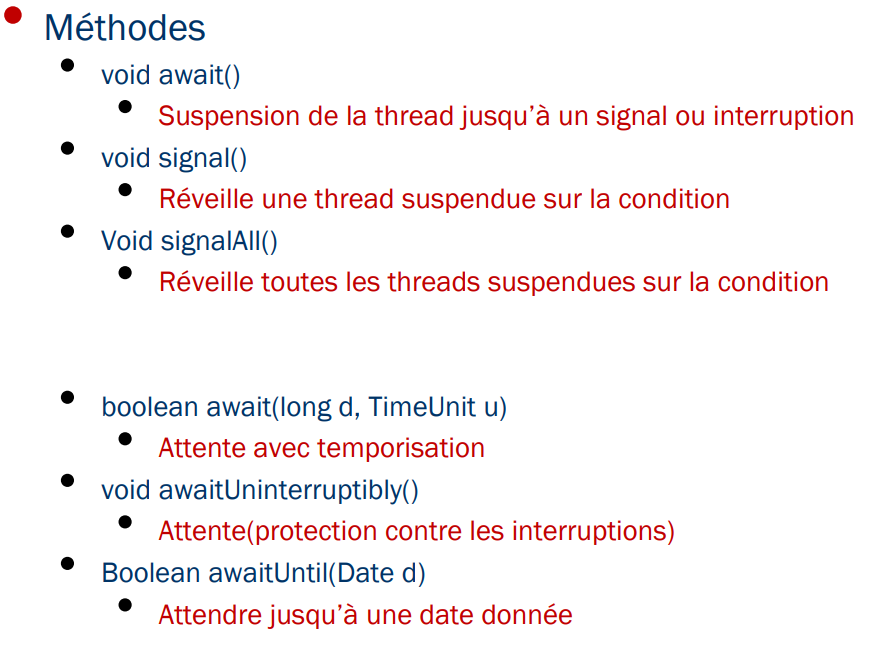 Méthodes
void await()
Suspension de la thread jusqu’à un signal ou interruption
void signal()
Réveille une thread suspendue sur la condition
Void signalAll()
Réveille toutes les threads suspendues sur la condition
boolean await(long d, TimeUnit u)
Attente avec temporisation
void awaitUninterruptibly()
Attente(protection contre les interruptions)
Boolean awaitUntil(Date d)
Attendre jusqu’à une date donnée